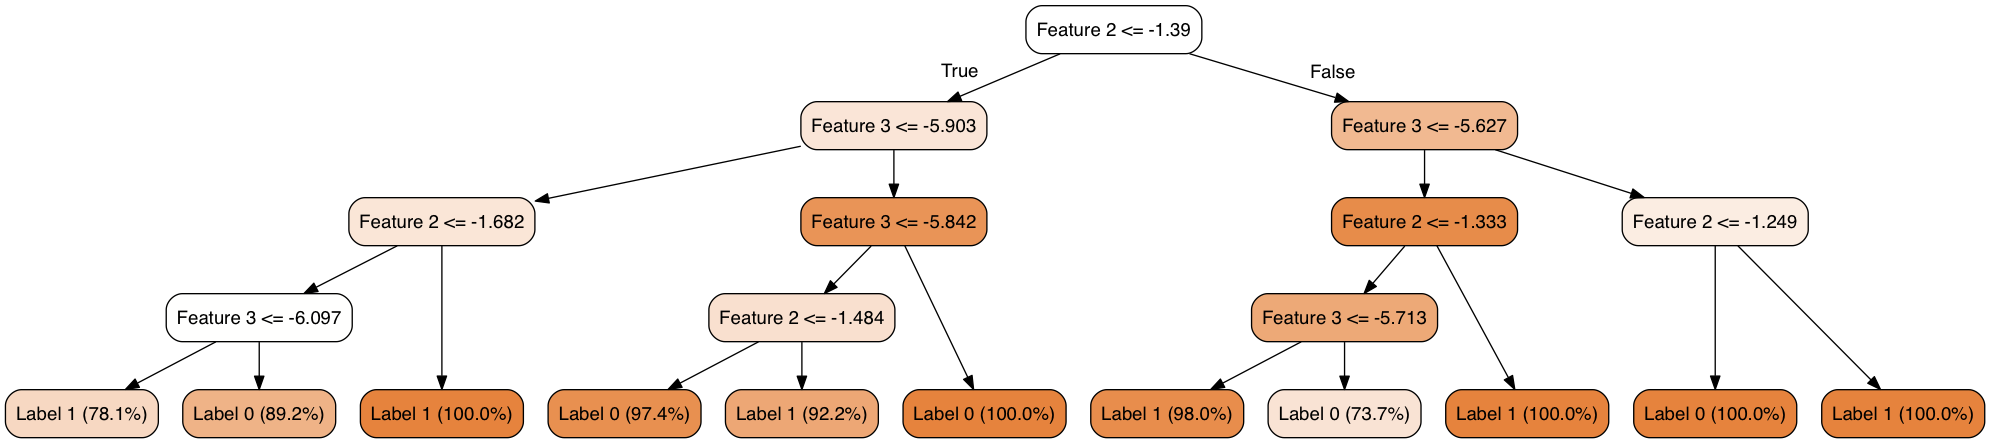 Feature 2 <= -1.39
True
False
Feature 3 <= -5.903
Feature 3 <= -5.627
Feature 2 <= -1.682
Feature 3 <= -5.842
Feature 2 <= -1.333
Feature 2 <= -1.249
Feature 3 <= -6.097
Feature 2 <= -1.484
Feature 3 <= -5.713
Label 1 (78.1%)
Label 0 (89.2%)
Label 1 (100.0%)
Label 0 (97.4%)
Label 1 (92.2%)
Label 0 (100.0%)
Label 1 (98.0%)
Label 0 (73.7%)
Label 1 (100.0%)
Label 0 (100.0%)
Label 1 (100.0%)